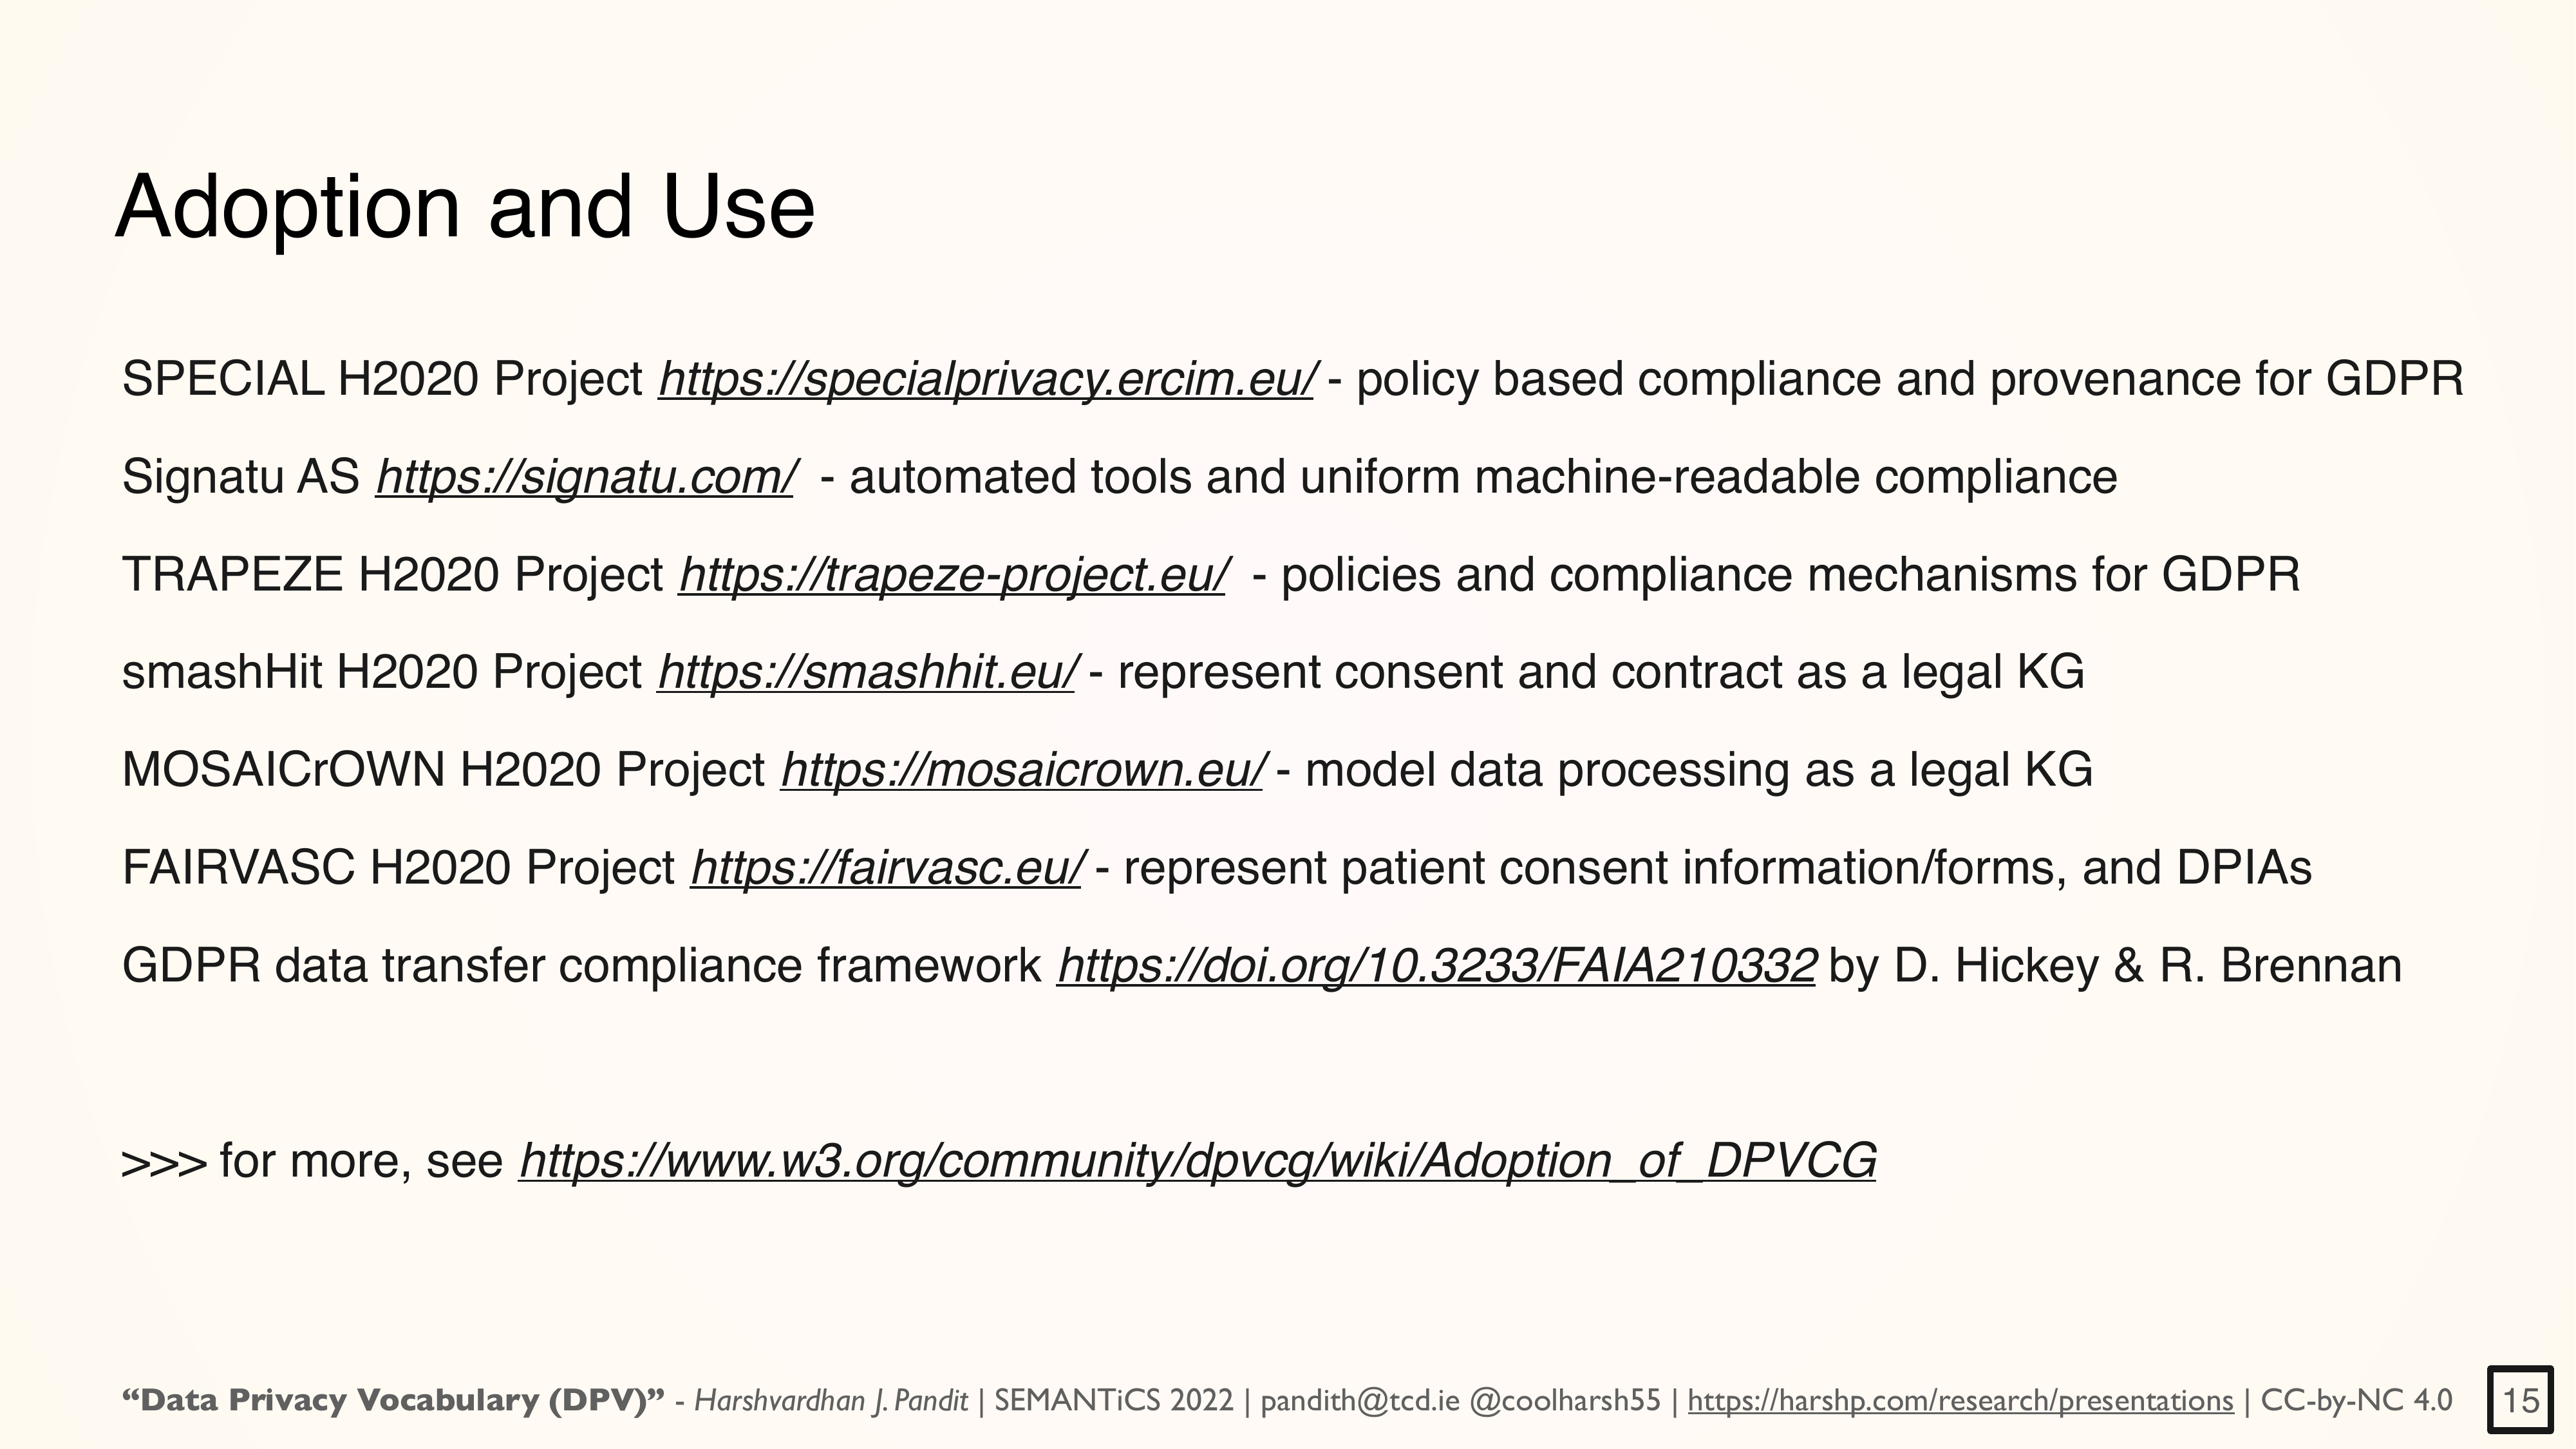 Adoption and Use
SPECIAL H2020 Project https://specialprivacy.ercim.eu/ - policy based compliance and provenance for GDPR
Signatu AS https://signatu.com/  - automated tools and uniform machine-readable compliance
TRAPEZE H2020 Project https://trapeze-project.eu/  - policies and compliance mechanisms for GDPR
smashHit H2020 Project https://smashhit.eu/ - represent consent and contract as a legal KG
MOSAICrOWN H2020 Project https://mosaicrown.eu/ - model data processing as a legal KG
FAIRVASC H2020 Project https://fairvasc.eu/ - represent patient consent information/forms, and DPIAs
GDPR data transfer compliance framework https://doi.org/10.3233/FAIA210332 by D. Hickey & R. Brennan
>>> for more, see https://www.w3.org/community/dpvcg/wiki/Adoption_of_DPVCG
“Data Privacy Vocabulary (DPV)” - Harshvardhan J. Pandit | SEMANTiCS 2022 | pandith@tcd.ie @coolharsh55 | https://harshp.com/research/presentations | CC-by-NC 4.0 15